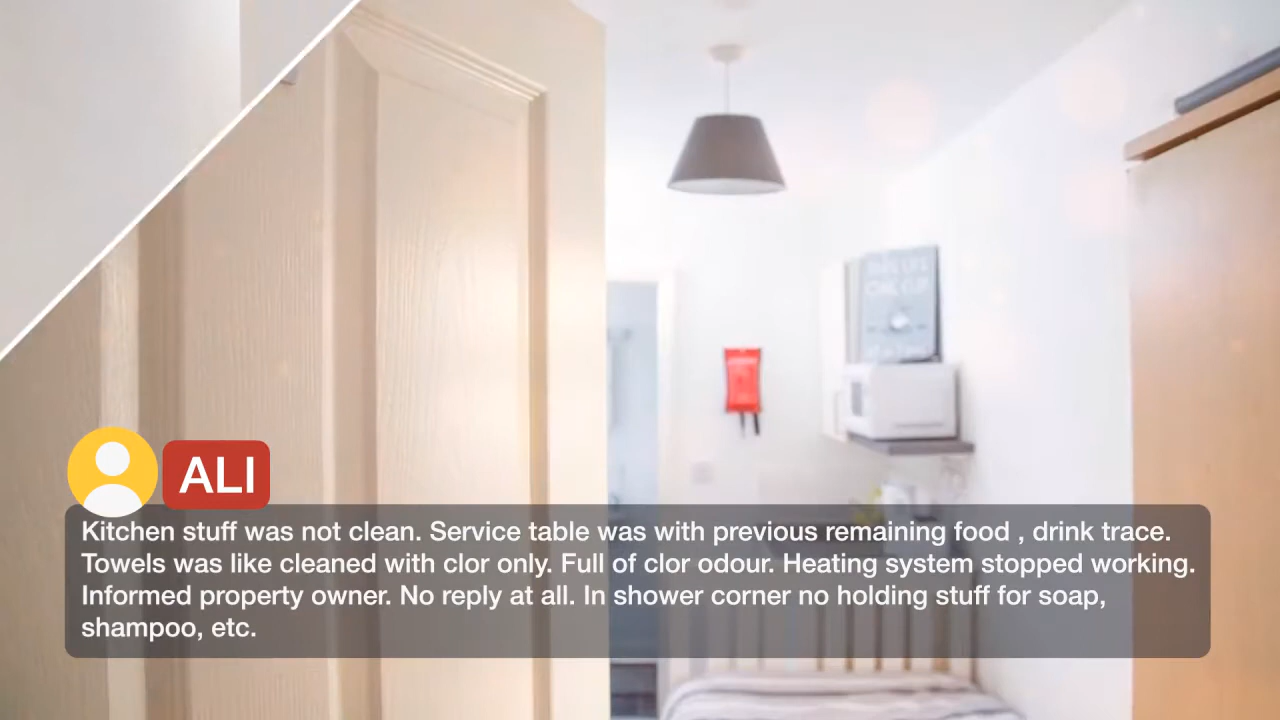 ALI
Kitchen stuff was not clean. Service table was with previous remaining food , drink trace.
Towels was like cleaned with clor only. Full of clor odour. Heating system stopped working.
Informed property owner. No reply at all. In shower corner no holding stuff for soap,
shampoo, etc.